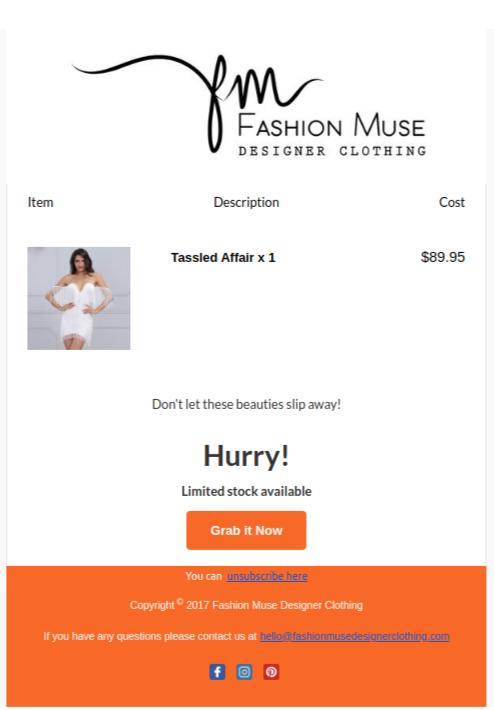 fm
FASHION MUSE
DESIGNER CLOTHING
Item Description Cost
Tassled Affair x 1 $89.95
Don't let these beauties slip away!
Hurry!
Limited stock available
Grab it Now
You can unsubscribe here
Copyright © 2017 Fashion Muse Designer Clothing
If you have any questions please contact us at hello@fashionmusedesignerclothing.com